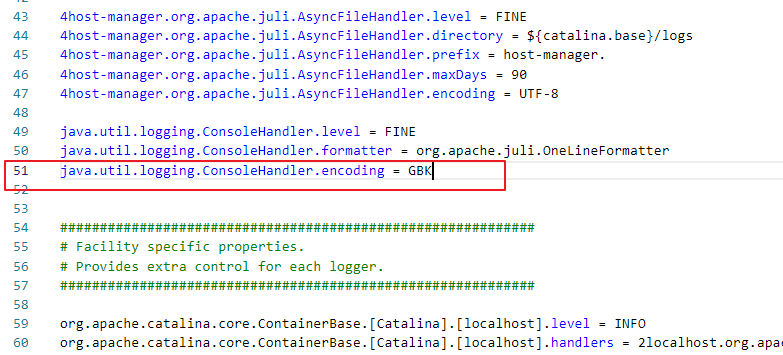 43 4host-manager.org.apache.juli.AsyncFileHandler.level = FINE
44 4host-manager.org.apache.juli.AsyncFileHandler.directory = ${catalina.base}/logs
45 4host-manager.org.apache.juli.AsyncFileHandler.prefix = host-manager.
46 4host-manager.org.apache.juli.AsyncFileHandler.maxDays = 90
47 4host-manager.org.apache.juli.AsyncFileHandler.encoding = UTF-8
48
49 java.util.logging.ConsoleHandler.level = FINE
50 java.util.logging.ConsoleHandler.formatter = org.apache.juli.OneLineFormatter
51 java.util.logging.ConsoleHandler.encoding = GBK
52
53
54 ############################################################
55 # Facility specific properties.
56 # Provides extra control for each logger.
57 ############################################################
58
59 org.apache.catalina.core.ContainerBase.[Catalina].[localhost].level = INFO
60 org.apache.catalina.core.ContainerBase.[Catalina].[localhost].handlers = 2localhost.org.apa